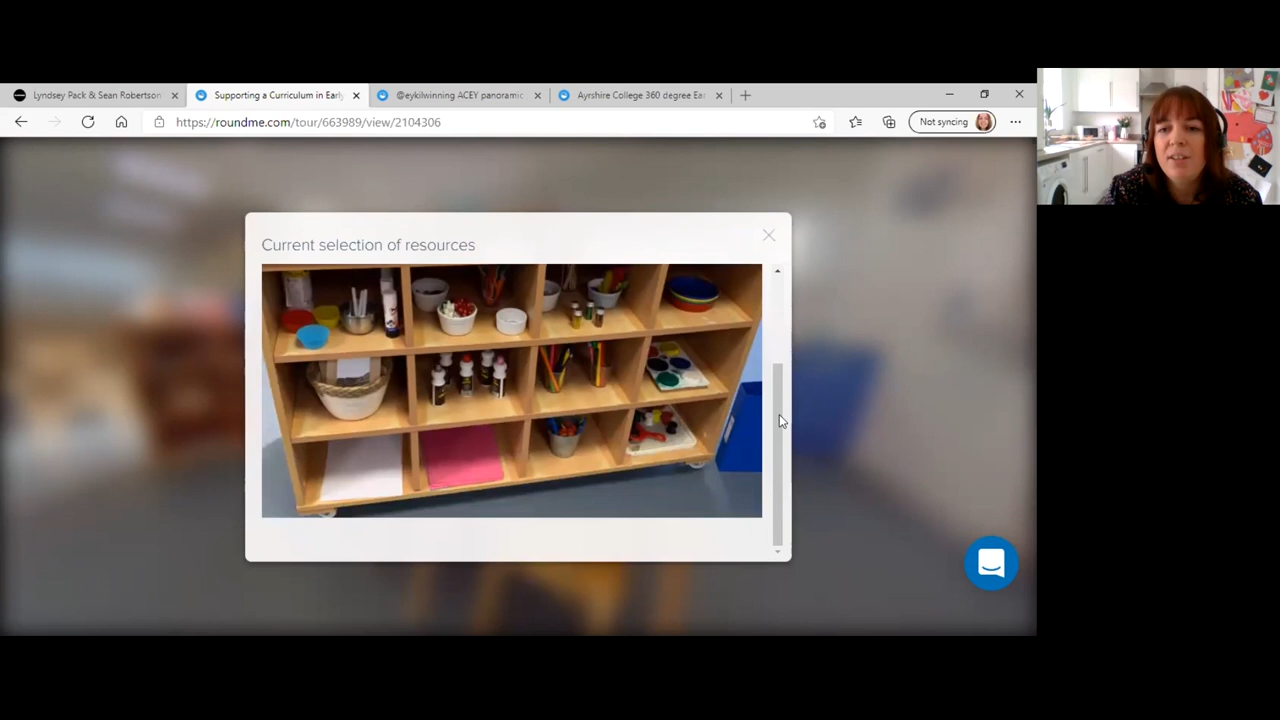 Lyndsey Pack & Sean Robertson
Supporting a Curriculum in Early
@eykilwinning ACEY panoramic
Ayrshire College 360 degree Ear
https://roundme.com/tour/663989/view/2104306
Not syncing
Current selection of resources